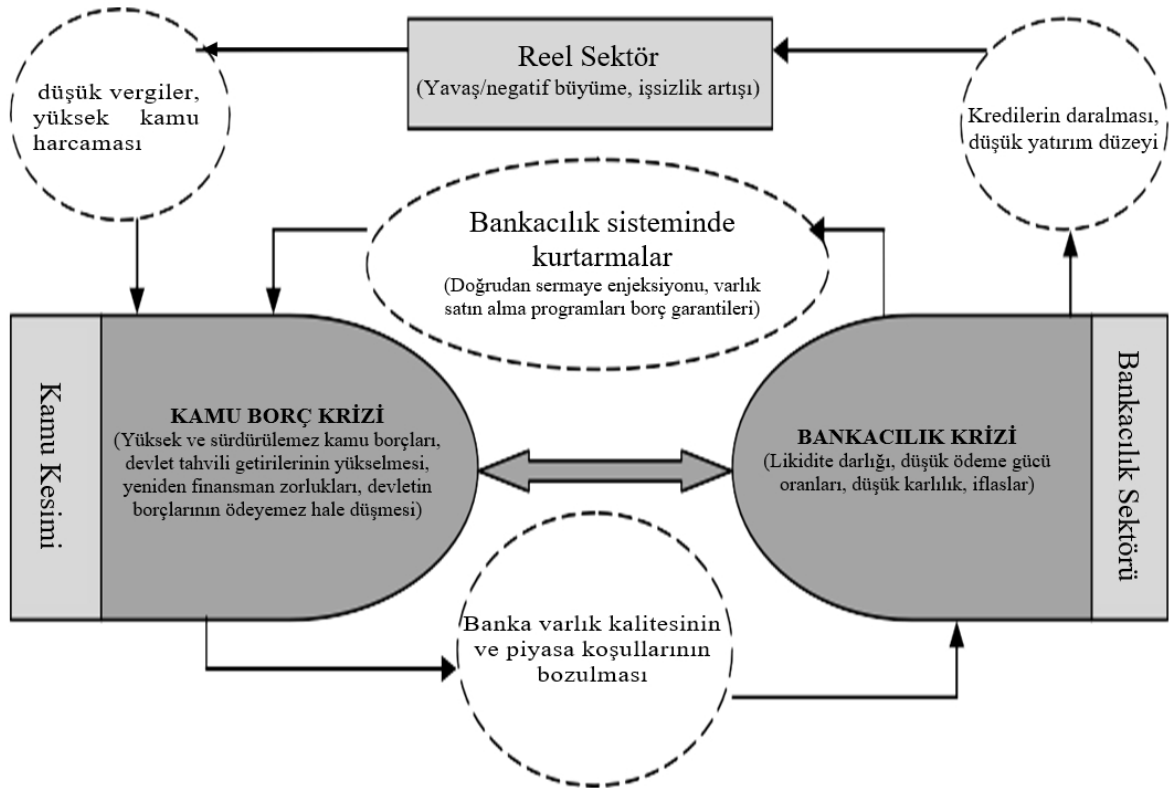 Reel Sektör
(Yavaş/negatif büyüme, işsizlik artışı)
düşük vergiler,
yüksek kamu
harcaması
Kredilerin daralması,
düşük yatırım düzeyi
Bankacılık sisteminde
kurtarmalar
(Doğrudan sermaye enjeksiyonu, varlık
satın alma programları borç garantileri)
Kamu Kesimi
KAMU BORÇ KRİZİ
(Yüksek ve sürdürülemez kamu borçları,
devlet tahvili getirilerinin yükselmesi,
yeniden finansman zorlukları, devletin
borçlarının ödeyemez hale düşmesi)
BANKACILIK KRİZİ
(Likidite darlığı, düşük ödeme gücü
oranları, düşük karlılık, iflaslar)
Bankacılık Sektörü
Banka varlık kalitesinin
ve piyasa koşullarının
bozulması